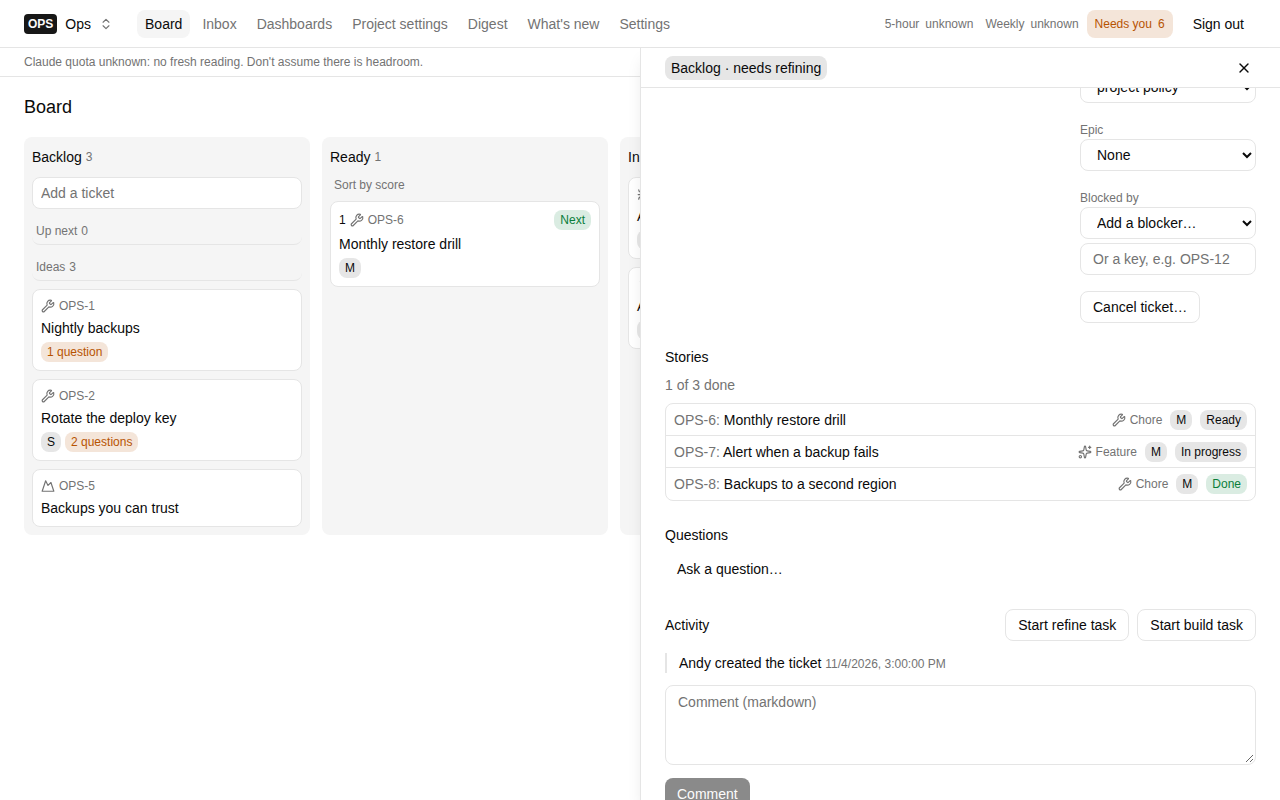 OPS Ops Board Inbox Dashboards Project settings Digest What's new Settings 5-hour unknown Weekly unknown Needs you 6 Sign out
Claude quota unknown: no fresh reading. Don't assume there is headroom.
Board
Backlog 3
Add a ticket
Up next 0
Ideas 3
OPS-1
Nightly backups
1 question
OPS-2
Rotate the deploy key
S 2 questions
OPS-5
Backups you can trust
Ready 1
Sort by score
1 OPS-6 Next
Monthly restore drill
M
In
Backlog · needs refining
project policy
Epic
None
Blocked by
Add a blocker…
Or a key, e.g. OPS-12
Cancel ticket…
Stories
1 of 3 done
OPS-6: Monthly restore drill Chore M Ready
OPS-7: Alert when a backup fails Feature M In progress
OPS-8: Backups to a second region Chore M Done
Questions
Ask a question…
Activity Start refine task Start build task
Andy created the ticket 11/4/2026, 3:00:00 PM
Comment (markdown)
Comment